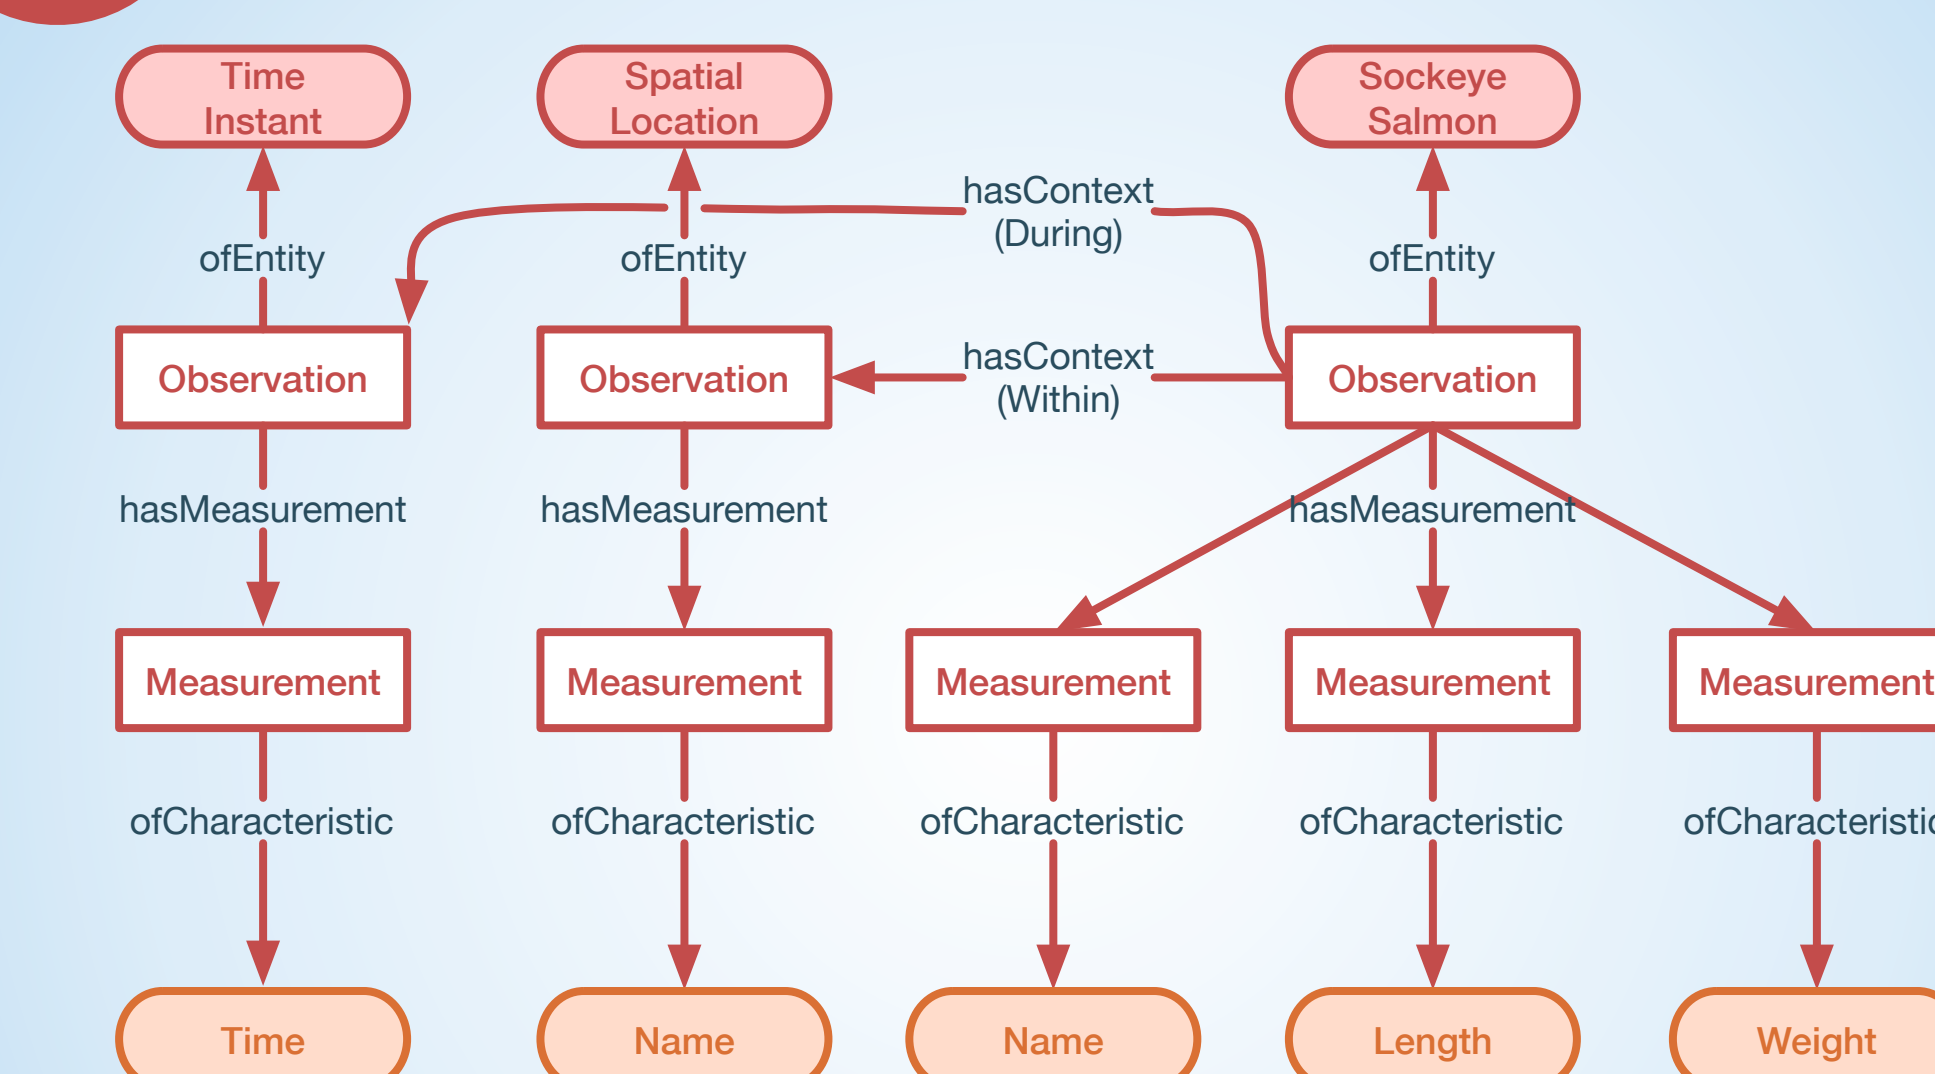 Time
Instant
Spatial
Location
Sockeye
Salmon
hasContext
(During)
ofEntity
ofEntity
ofEntity
Observation
Observation
hasContext
(Within)
Observation
hasMeasurement
hasMeasurement
hasMeasurement
Measurement
Measurement
Measurement
Measurement
Measurement
ofCharacteristic
ofCharacteristic
ofCharacteristic
ofCharacteristic
ofCharacteristic
Time
Name
Name
Length
Weight